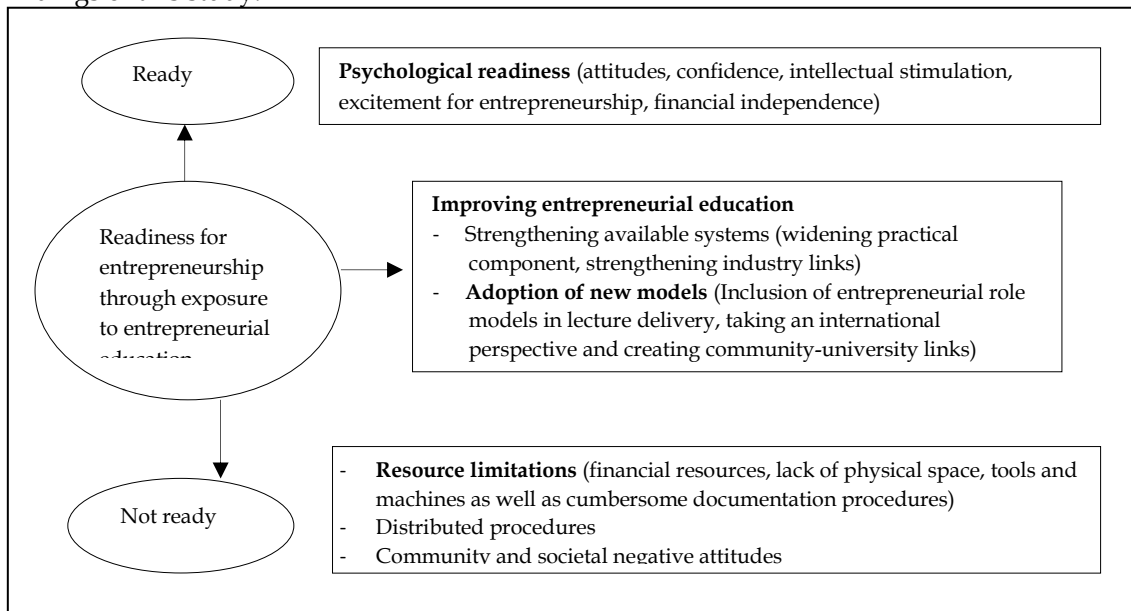 Ready
Psychological readiness (attitudes, confidence, intellectual stimulation,
excitement for entrepreneurship, financial independence)
Readiness for
entrepreneurship
through exposure
to entrepreneurial
education
Improving entrepreneurial education
- Strengthening available systems (widening practical
component, strengthening industry links)
- Adoption of new models (Inclusion of entrepreneurial role
models in lecture delivery, taking an international
perspective and creating community-university links)
Not ready
- Resource limitations (financial resources, lack of physical space, tools and
machines as well as cumbersome documentation procedures)
- Distributed procedures
- Community and societal negative attitudes